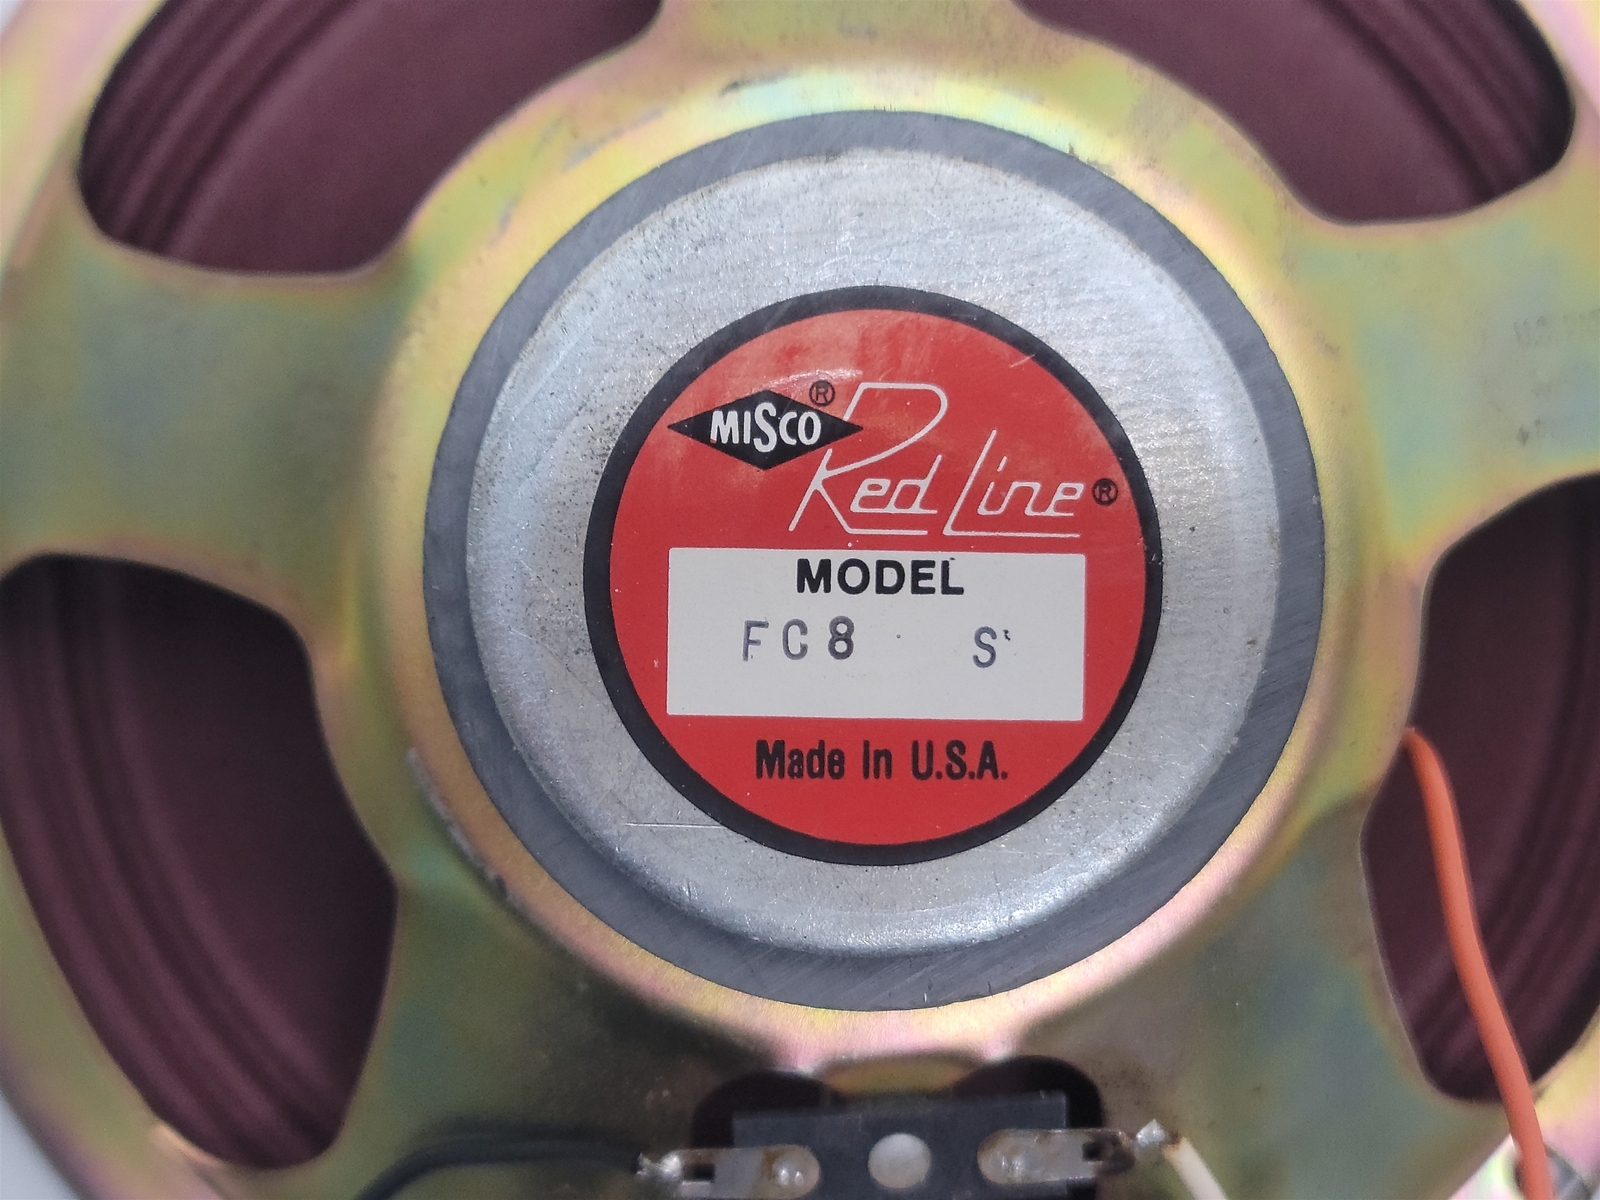 MISCO®
Red Line®
MODEL
FC8 S
Made in U.S.A.